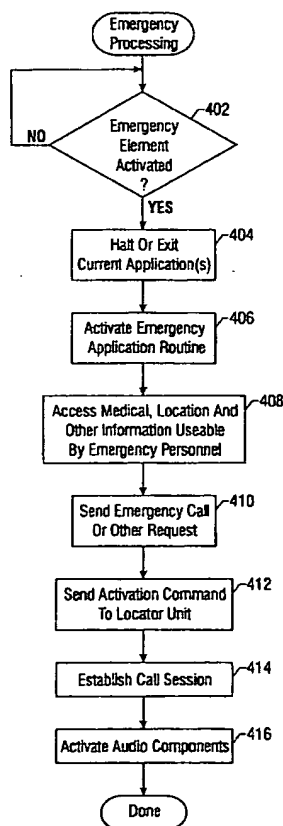 Emergency
Processing
402
NO
Emergency
Element
Activated
?
YES
404
Halt Or Exit
Current Application(s)
406
Activate Emergency
Application Routine
408
Access Medical, Location And
Other Information Useable
By Emergency Personnel
410
Send Emergency Call
Or Other Request
412
Send Activation Command
To Locator Unit
414
Establish Call Session
416
Activate Audio Components
Done